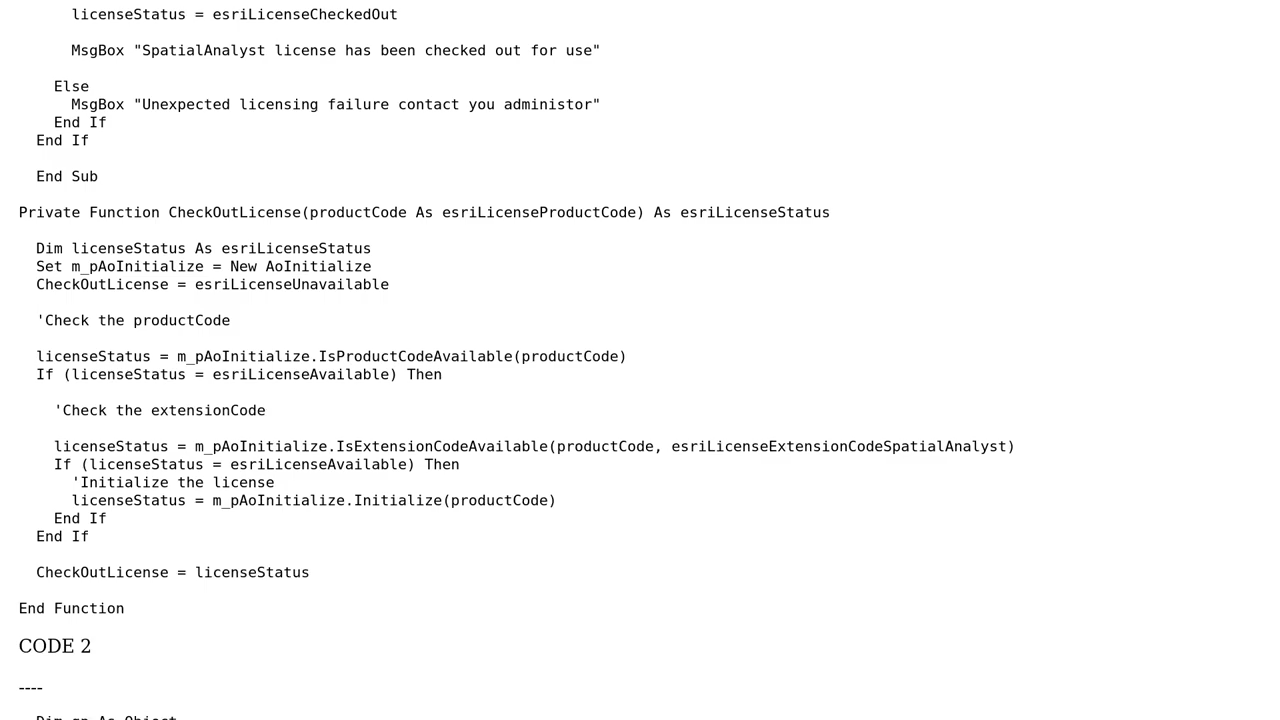 licenseStatus = esriLicenseCheckedOut
MsgBox "SpatialAnalyst license has been checked out for use"
Else
MsgBox "Unexpected licensing failure contact you administor"
End If
End If
End Sub
Private Function CheckOutLicense(productCode As esriLicenseProductCode) As esriLicenseStatus
Dim licenseStatus As esriLicenseStatus
Set m_pAoInitialize = New AoInitialize
CheckOutLicense = esriLicenseUnavailable
'Check the productCode
licenseStatus = m_pAoInitialize.IsProductCodeAvailable(productCode)
If (licenseStatus = esriLicenseAvailable) Then
'Check the extensionCode
licenseStatus = m_pAoInitialize.IsExtensionCodeAvailable(productCode, esriLicenseExtensionCodeSpatialAnalyst)
If (licenseStatus = esriLicenseAvailable) Then
'Initialize the license
licenseStatus = m_pAoInitialize.Initialize(productCode)
End If
End If
CheckOutLicense = licenseStatus
End Function
CODE 2
----
Dim gp As Object